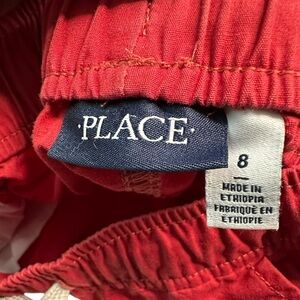 ·PLACE·
8
MADE IN
ETHIOPIA
FABRIQUÉ EN
ETHIOPIE